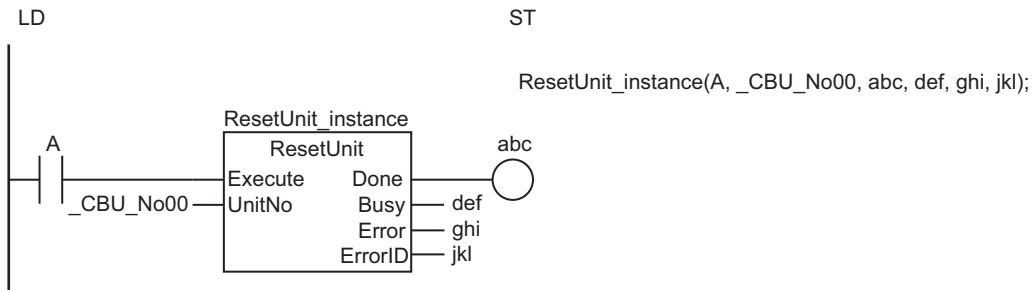 LD
ST
ResetUnit_instance(A, _CBU_No00, abc, def, ghi, jkl);
ResetUnit_instance
A
ResetUnit
abc
Execute Done
_CBU_No00 UnitNo Busy def
Error ghi
ErrorID jkl